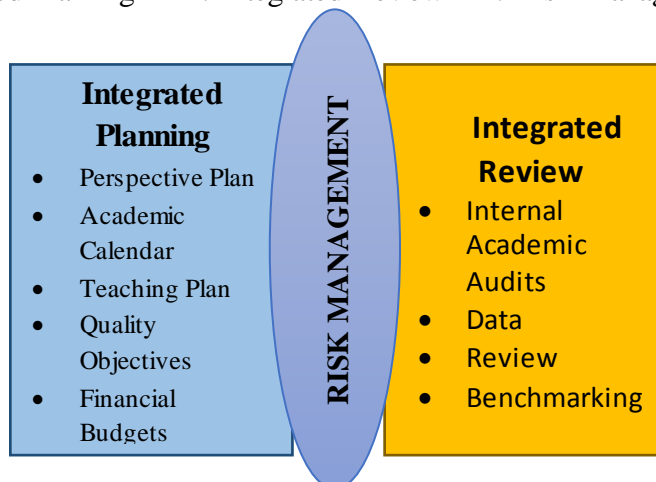 Integrated
Planning
• Perspective Plan
• Academic
Calendar
• Teaching Plan
• Quality
Objectives
• Financial
Budgets
RISK MANAGEMENT
Integrated
Review
• Internal
Academic
Audits
• Data
• Review
• Benchmarking